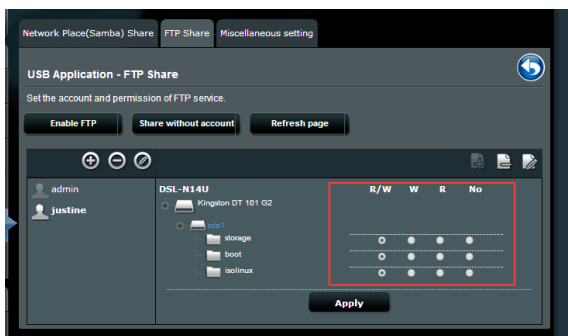 Network Place(Samba) Share FTP Share Miscellaneous setting
USB Application - FTP Share
Set the account and permission of FTP service.
Enable FTP Share without account Refresh page
admin
justine
DSL-N14U R/W W R No
Kingston DT 101 G2
sda1
storage
boot
isolinux
Apply